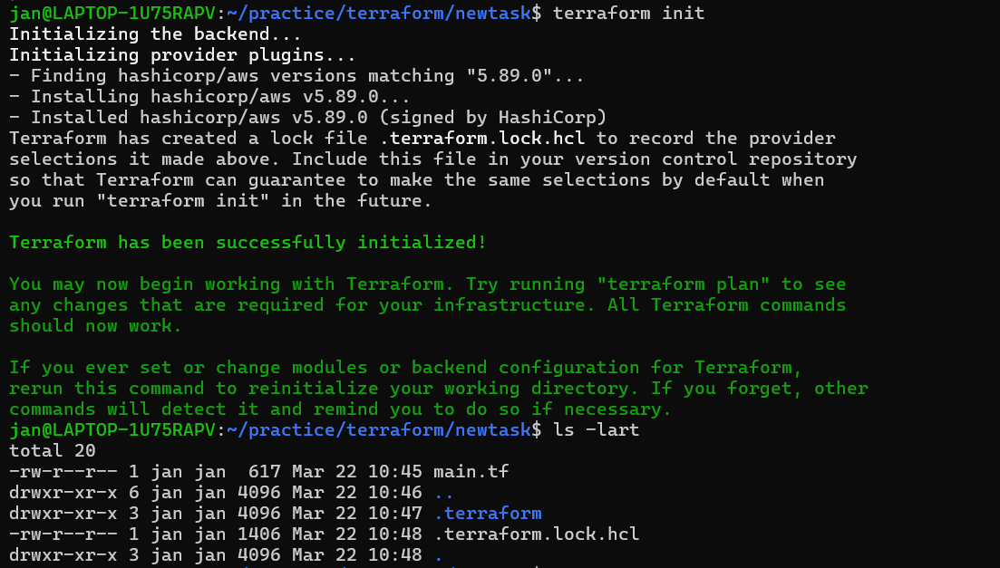 jan@LAPTOP-1U75RAPV:~/practice/terraform/newtask$ terraform init
Initializing the backend...
Initializing provider plugins...
- Finding hashicorp/aws versions matching "5.89.0"...
- Installing hashicorp/aws v5.89.0...
- Installed hashicorp/aws v5.89.0 (signed by HashiCorp)
Terraform has created a lock file .terraform.lock.hcl to record the provider
selections it made above. Include this file in your version control repository
so that Terraform can guarantee to make the same selections by default when
you run "terraform init" in the future.

Terraform has been successfully initialized!

You may now begin working with Terraform. Try running "terraform plan" to see
any changes that are required for your infrastructure. All Terraform commands
should now work.

If you ever set or change modules or backend configuration for Terraform,
rerun this command to reinitialize your working directory. If you forget, other
commands will detect it and remind you to do so if necessary.
jan@LAPTOP-1U75RAPV:~/practice/terraform/newtask$ ls -lart
total 20
-rw-r--r-- 1 jan jan  617 Mar 22 10:45 main.tf
drwxr-xr-x 6 jan jan 4096 Mar 22 10:46 ..
drwxr-xr-x 3 jan jan 4096 Mar 22 10:47 .terraform
-rw-r--r-- 1 jan jan 1406 Mar 22 10:48 .terraform.lock.hcl
drwxr-xr-x 3 jan jan 4096 Mar 22 10:48 .